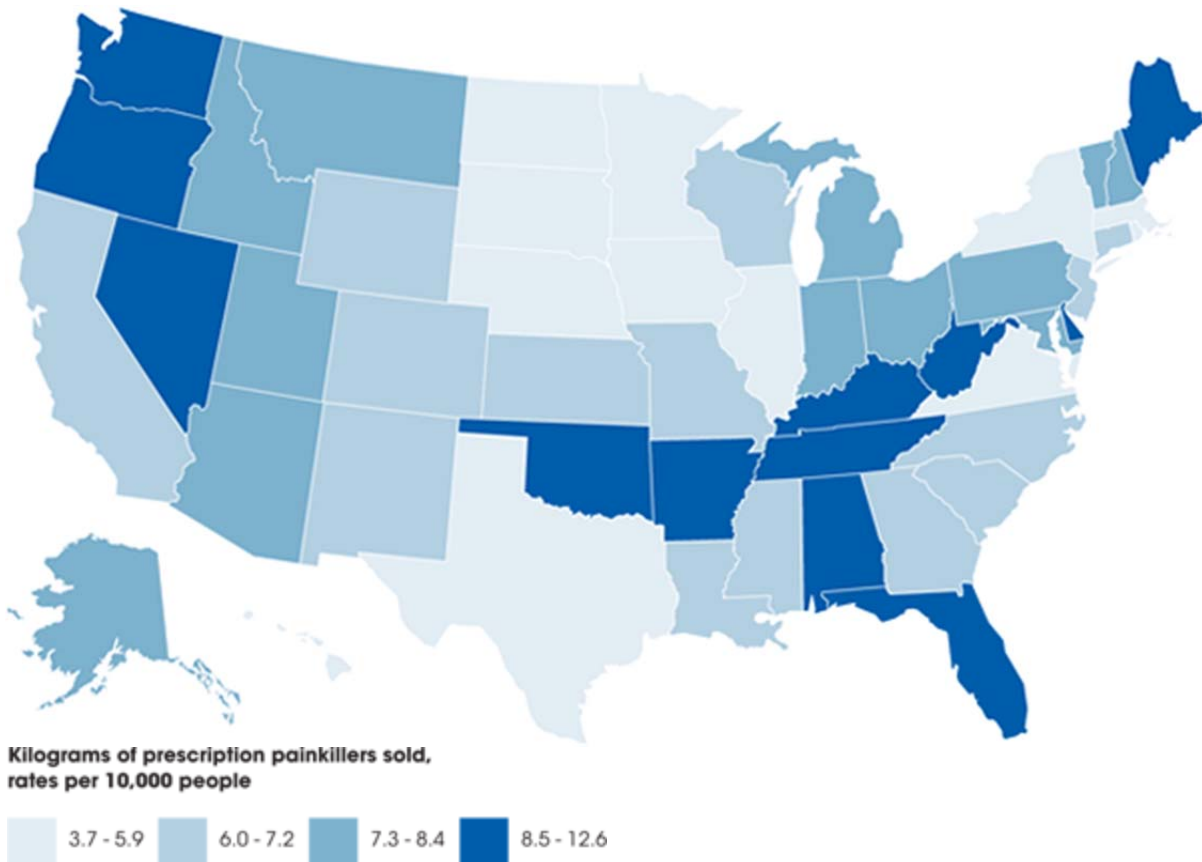 Kilograms of prescription painkillers sold,
rates per 10,000 people
3.7 - 5.9 6.0 - 7.2 7.3 - 8.4 8.5 - 12.6